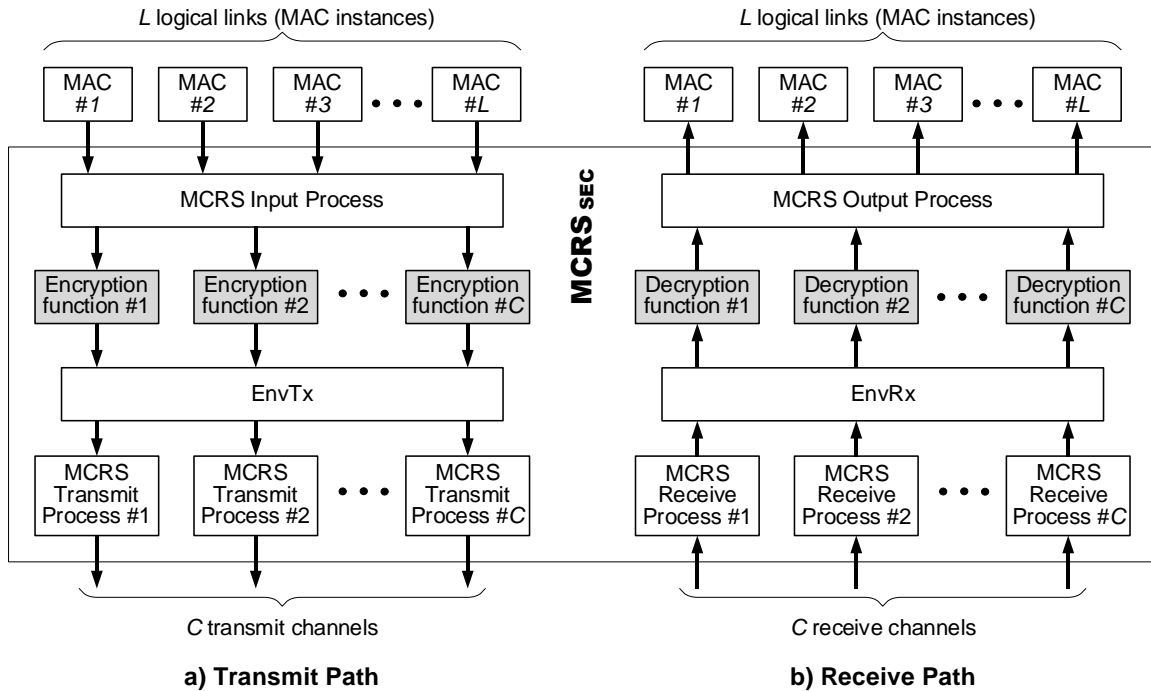 L logical links (MAC instances)
MAC
#1
MAC
#2
MAC
#3
MAC
#L
MCRS Input Process
Encryption
function #1
Encryption
function #2
Encryption
function #C
EnvTx
MCRS
Transmit
Process #1
MCRS
Transmit
Process #2
MCRS
Transmit
Process #C
C transmit channels
a) Transmit Path
MCRS SEC
L logical links (MAC instances)
MAC
#1
MAC
#2
MAC
#3
MAC
#L
MCRS Output Process
Decryption
function #1
Decryption
function #2
Decryption
function #C
EnvRx
MCRS
Receive
Process #1
MCRS
Receive
Process #2
MCRS
Receive
Process #C
C receive channels
b) Receive Path